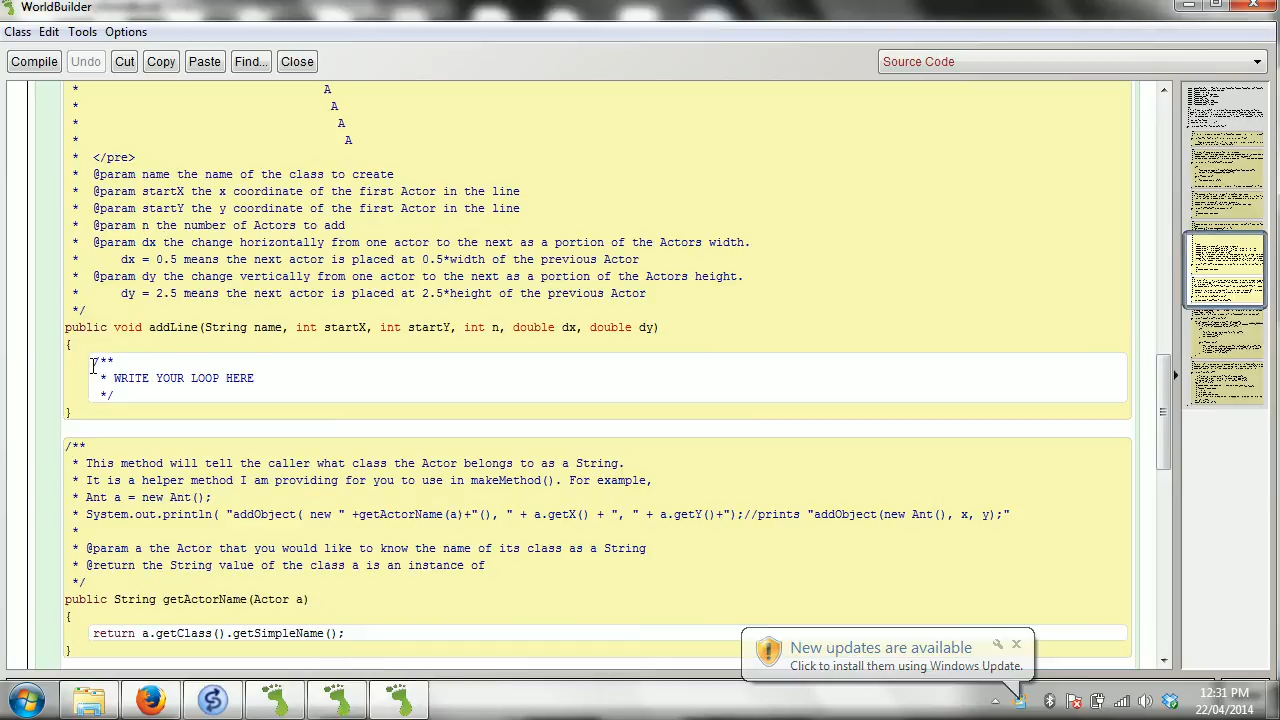 WorldBuilder
Class Edit Tools Options
Compile Undo Cut Copy Paste Find... Close Source Code
* A
* A
* A
* A
* </pre>
* @param name the name of the class to create
* @param startX the x coordinate of the first Actor in the line
* @param startY the y coordinate of the first Actor in the line
* @param n the number of Actors to add
* @param dx the change horizontally from one actor to the next as a portion of the Actors width.
* dx = 0.5 means the next actor is placed at 0.5*width of the previous Actor
* @param dy the change vertically from one actor to the next as a portion of the Actors height.
* dy = 2.5 means the next actor is placed at 2.5*height of the previous Actor
*/
public void addLine(String name, int startX, int startY, int n, double dx, double dy)
{
/**
* WRITE YOUR LOOP HERE
*/
}
/**
* This method will tell the caller what class the Actor belongs to as a String.
* It is a helper method I am providing for you to use in makeMethod(). For example,
* Ant a = new Ant();
* System.out.println( "addObject( new " +getActorName(a)+"(), " + a.getX() + ", " + a.getY()+");//prints "addObject(new Ant(), x, y);"
*
* @param a the Actor that you would like to know the name of its class as a String
* @return the String value of the class a is an instance of
*/
public String getActorName(Actor a)
{
return a.getClass().getSimpleName();
}
New updates are available
Click to install them using Windows Update.
12:31 PM
22/04/2014